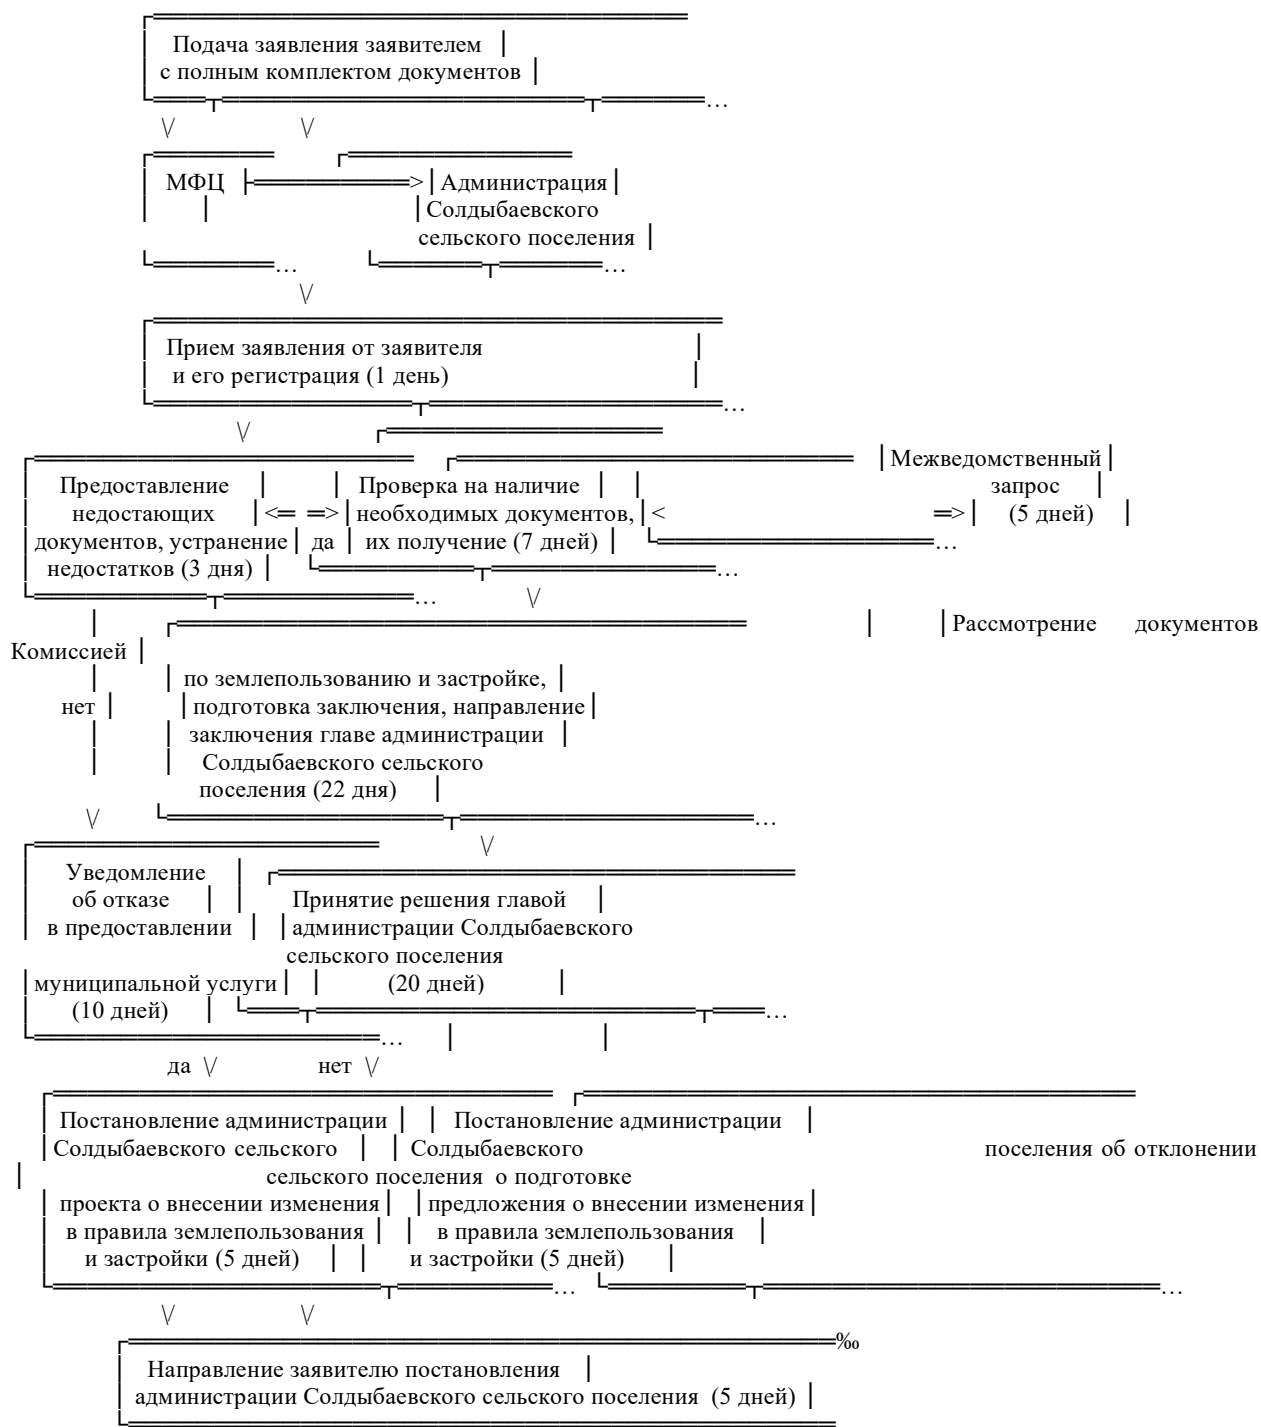 Подача заявления заявителем
с полным комплектом документов
МФЦ
Администрация
Солдыбаевского
сельского поселения
Прием заявления от заявителя
и его регистрация (1 день)
Межведомственный
Предоставление Проверка на наличие запрос
недостающих <═ ═> необходимых документов, < ═> (5 дней)
документов, устранение да их получение (7 дней)
недостатков (3 дня)
Рассмотрение документов
Комиссией
по землепользованию и застройке,
нет подготовка заключения, направление
заключения главе администрации
Солдыбаевского сельского
поселения (22 дня)
Уведомление
об отказе Принятие решения главой
в предоставлении администрации Солдыбаевского
сельского поселения
муниципальной услуги (20 дней)
(10 дней)
да нет
Постановление администрации Постановление администрации
Солдыбаевского сельского Солдыбаевского поселения об отклонении
сельского поселения о подготовке
проекта о внесении изменения предложения о внесении изменения
в правила землепользования в правила землепользования
и застройки (5 дней) и застройки (5 дней)
‰
Направление заявителю постановления
администрации Солдыбаевского сельского поселения (5 дней)